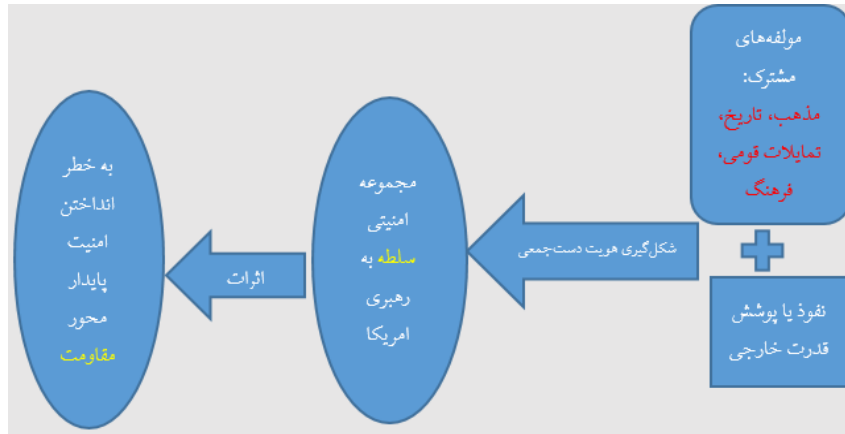 مولفه‌های
مشترک:
مذهب، تاریخ،
تمایلات قومی،
فرهنگ
نفوذ یا پوشش
قدرت خارجی
شکل‌گیری هویت دست‌جمعی
مجموعه
امنیتی
سلطه به
رهبری
امریکا
اثرات
به خطر
انداختن
امنیت
پایدار
محور
مقاومت